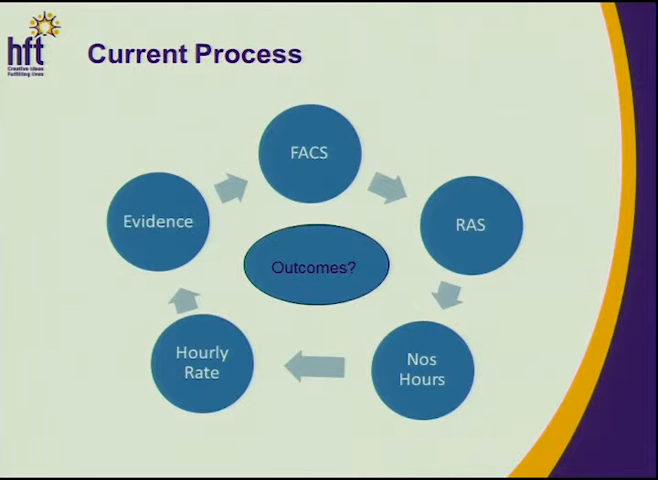 hft
Creative Ideas
Fulfilling lives
Current Process
FACS
RAS
Nos
Hours
Hourly
Rate
Evidence
Outcomes?